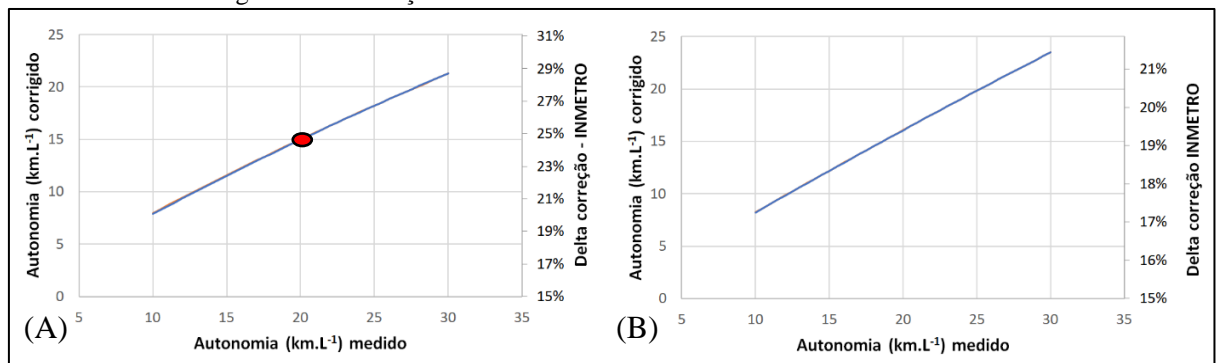 Autonomia (km.L⁻¹) corrigido
25
20
15
10
5
0
5 10 15 20 25 30 35
Autonomia (km.L⁻¹) medido
31%
29%
27%
25%
23%
21%
19%
17%
15%
Delta correção - INMETRO
(A)
Autonomia (km.L⁻¹) corrigido
25
20
15
10
5
0
5 10 15 20 25 30 35
Autonomia (km.L⁻¹) medido
21%
20%
19%
18%
17%
16%
15%
Delta correção INMETRO
(B)